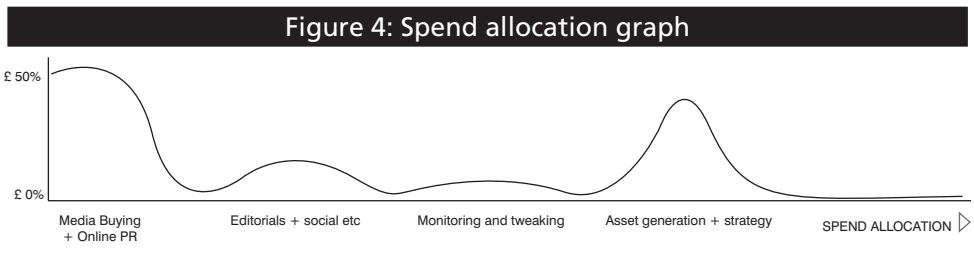 Figure 4: Spend allocation graph
£ 50%
£ 0%
Media Buying
+ Online PR
Editorials + social etc
Monitoring and tweaking
Asset generation + strategy
SPEND ALLOCATION